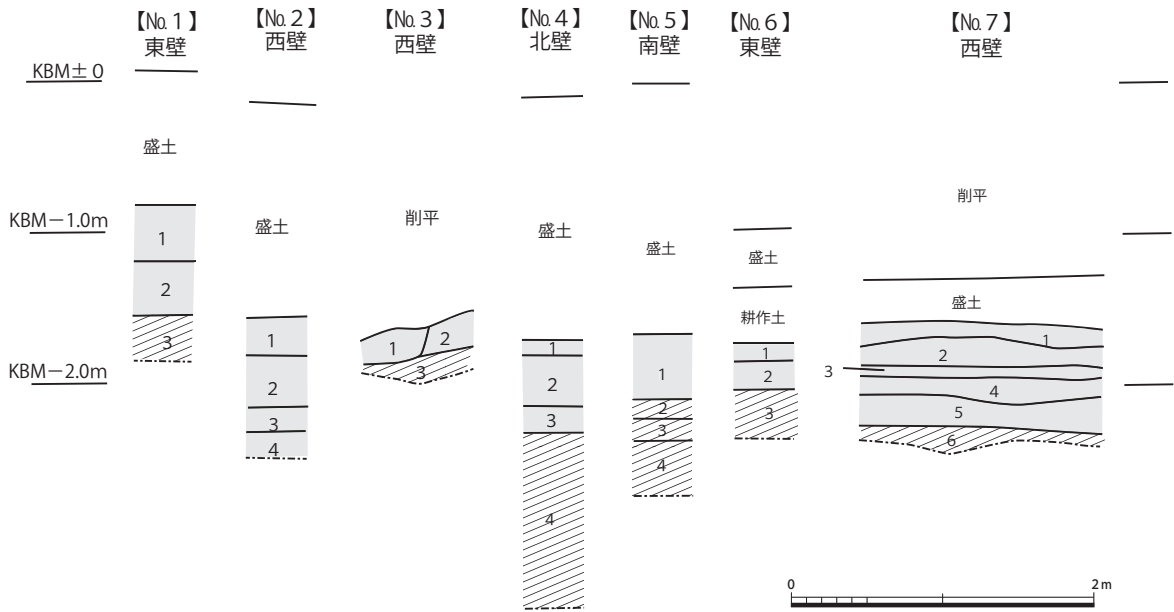 【No. 1】
東壁
【No. 2】
西壁
【No. 3】
西壁
【No. 4】
北壁
【No. 5】
南壁
【No. 6】
東壁
【No. 7】
西壁
KBM±0
KBM−1.0m
KBM−2.0m
盛土
1
2
3
盛土
1
2
3
4
削平
1
2
3
盛土
1
2
3
4
盛土
1
2
3
4
盛土
耕作土
1
2
3
削平
盛土
1
2
3
4
5
6
0
2m